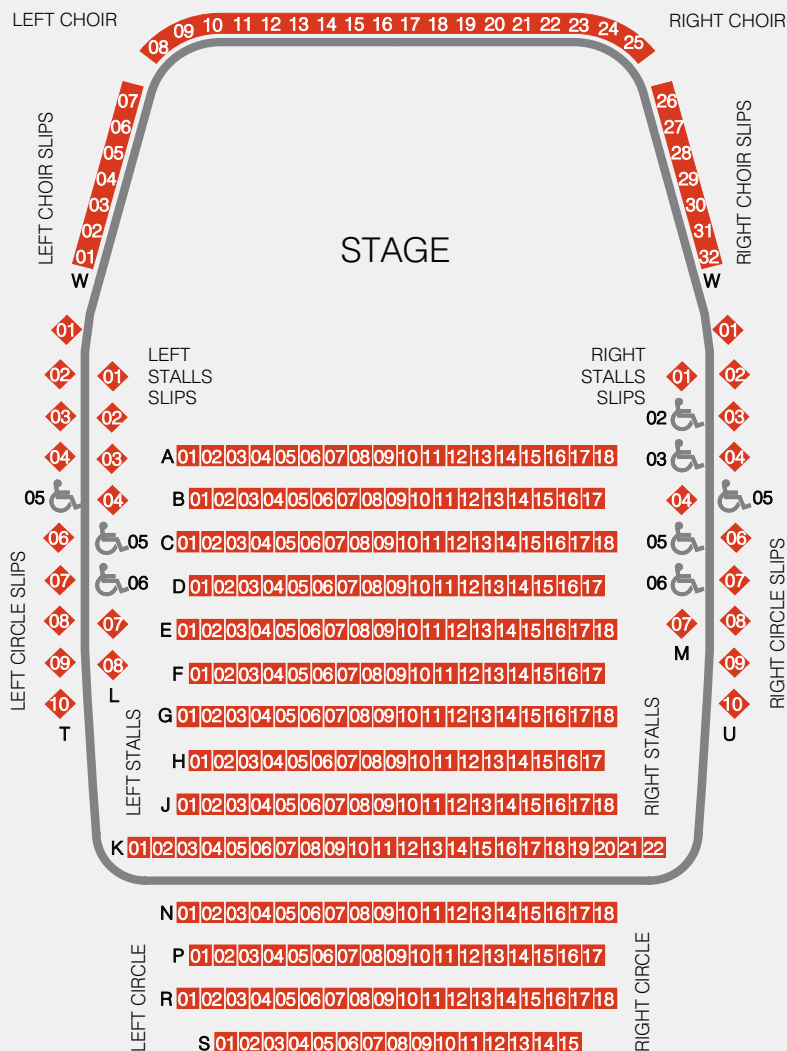 LEFT CHOIR
RIGHT CHOIR
08 09 10 11 12 13 14 15 16 17 18 19 20 21 22 23 24 25
LEFT CHOIR SLIPS
07
06
05
04
03
02
01
W
RIGHT CHOIR SLIPS
26
27
28
29
30
31
32
W
STAGE
LEFT CIRCLE SLIPS
01
02
03
04
05
06
07
08
09
10
T
LEFT
STALLS
SLIPS
01
02
03
04
05
06
07
08
L
RIGHT
STALLS
SLIPS
01
02
03
04
05
06
07
M
RIGHT CIRCLE SLIPS
01
02
03
04
05
06
07
08
09
10
U
LEFT STALLS
RIGHT STALLS
A 01 02 03 04 05 06 07 08 09 10 11 12 13 14 15 16 17 18
B 01 02 03 04 05 06 07 08 09 10 11 12 13 14 15 16 17
C 01 02 03 04 05 06 07 08 09 10 11 12 13 14 15 16 17 18
D 01 02 03 04 05 06 07 08 09 10 11 12 13 14 15 16 17
E 01 02 03 04 05 06 07 08 09 10 11 12 13 14 15 16 17 18
F 01 02 03 04 05 06 07 08 09 10 11 12 13 14 15 16 17
G 01 02 03 04 05 06 07 08 09 10 11 12 13 14 15 16 17 18
H 01 02 03 04 05 06 07 08 09 10 11 12 13 14 15 16 17
J 01 02 03 04 05 06 07 08 09 10 11 12 13 14 15 16 17 18
K 01 02 03 04 05 06 07 08 09 10 11 12 13 14 15 16 17 18 19 20 21 22
LEFT CIRCLE
RIGHT CIRCLE
N 01 02 03 04 05 06 07 08 09 10 11 12 13 14 15 16 17 18
P 01 02 03 04 05 06 07 08 09 10 11 12 13 14 15 16 17
R 01 02 03 04 05 06 07 08 09 10 11 12 13 14 15 16 17 18
S 01 02 03 04 05 06 07 08 09 10 11 12 13 14 15